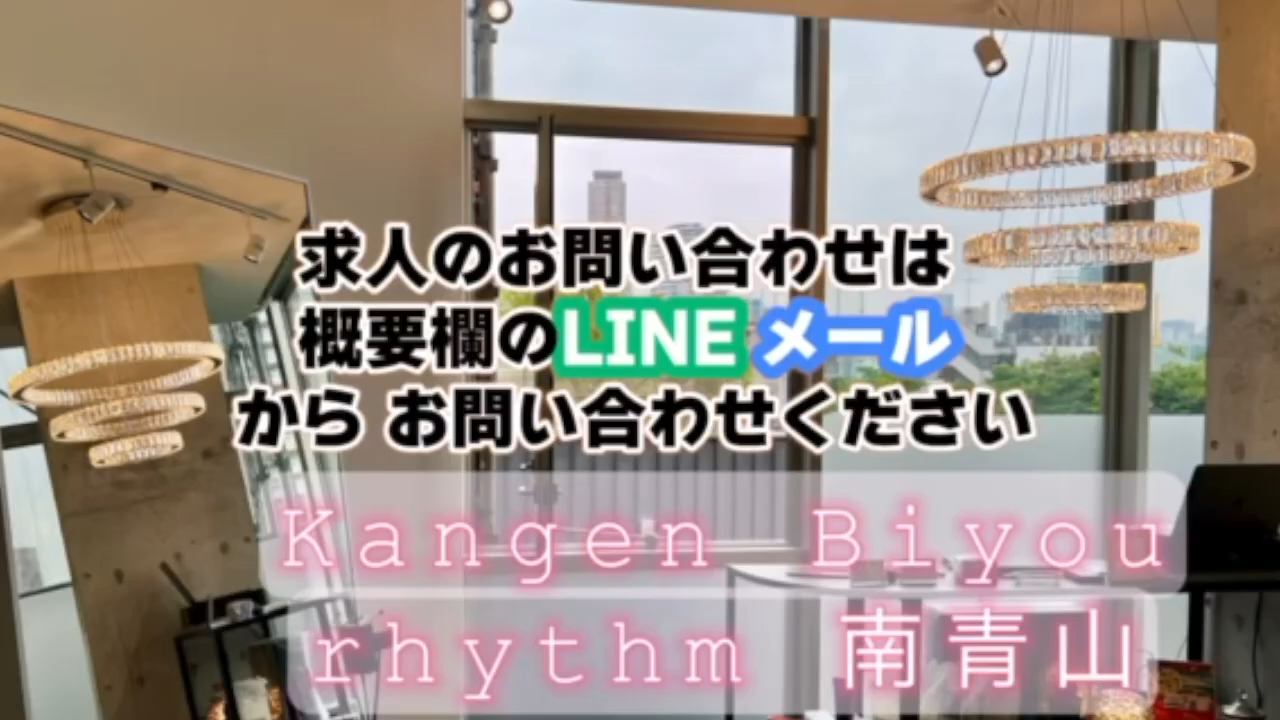 求人のお問い合わせは
概要欄のLINE メール
から お問い合わせください
Kangen Biyou
rhythm 南青山